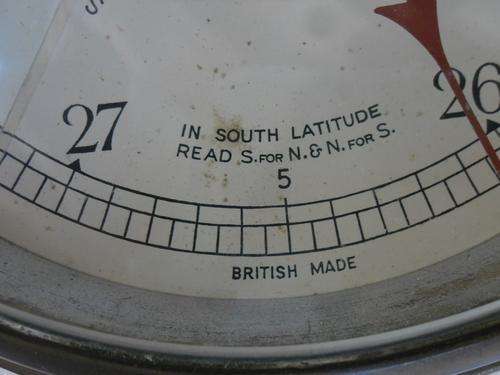 27
26
IN SOUTH LATITUDE
READ S. FOR N. & N. FOR S.
5
BRITISH MADE